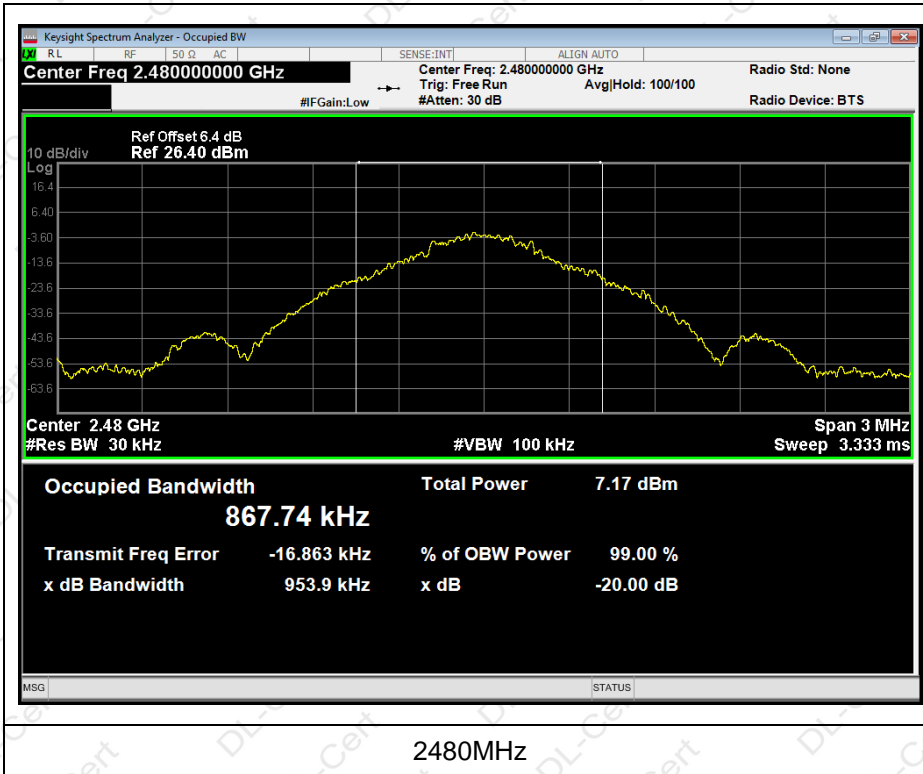 Keysight Spectrum Analyzer - Occupied BW
LXI RL RF 50 Ω AC SENSE:INT ALIGN AUTO
Center Freq 2.480000000 GHz
Center Freq: 2.480000000 GHz
Radio Std: None
Trig: Free Run Avg|Hold: 100/100
#IFGain:Low #Atten: 30 dB Radio Device: BTS
Ref Offset 6.4 dB
10 dB/div Ref 26.40 dBm
Log
16.4
6.40
-3.60
-13.6
-23.6
-33.6
-43.6
-53.6
-63.6
Center 2.48 GHz Span 3 MHz
#Res BW 30 kHz #VBW 100 kHz Sweep 3.333 ms
Occupied Bandwidth Total Power 7.17 dBm
867.74 kHz
Transmit Freq Error -16.863 kHz % of OBW Power 99.00 %
x dB Bandwidth 953.9 kHz x dB -20.00 dB
MSG STATUS
2480MHz
DL-Cert